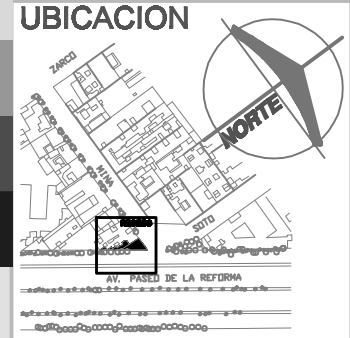 UBICACION
ZARCO
NORTE
MINA
SOTO
AV. PASEO DE LA REFORMA